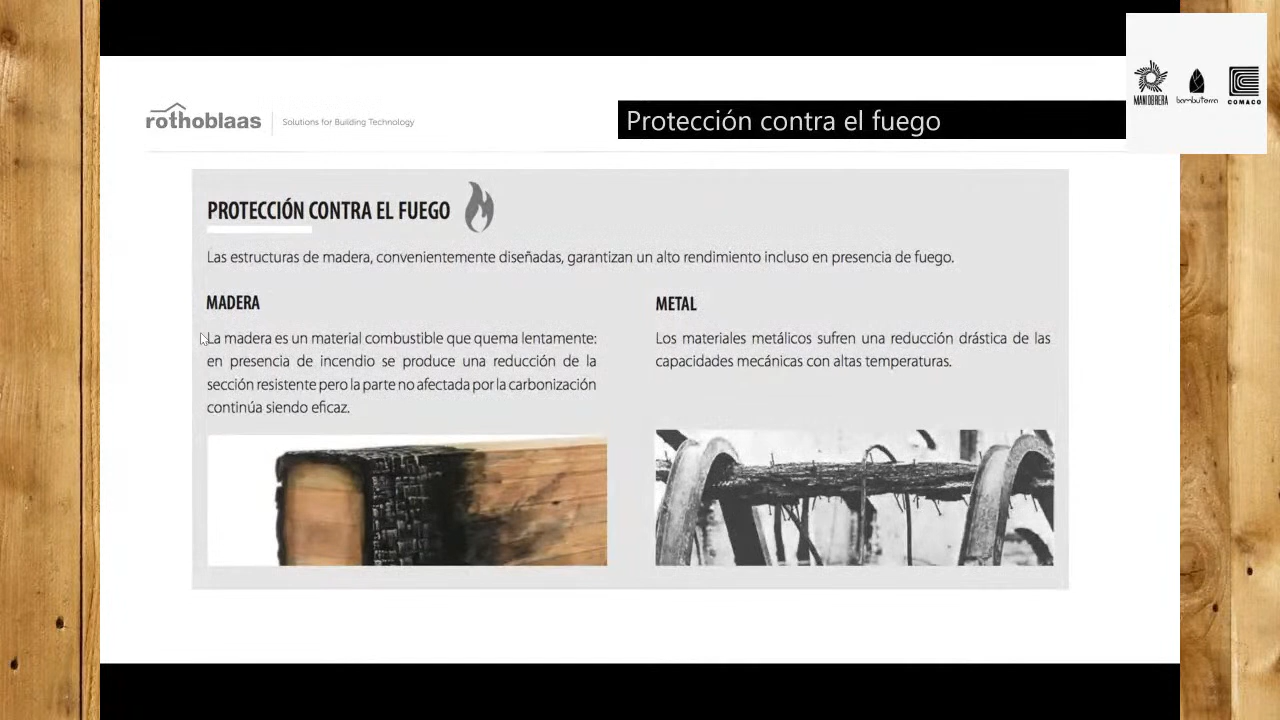 rothoblaas
Solutions for Building Technology
Protección contra el fuego
MANIOBRERA
bambuterra
COMACO
PROTECCIÓN CONTRA EL FUEGO
Las estructuras de madera, convenientemente diseñadas, garantizan un alto rendimiento incluso en presencia de fuego.
MADERA
La madera es un material combustible que quema lentamente:
en presencia de incendio se produce una reducción de la
sección resistente pero la parte no afectada por la carbonización
continúa siendo eficaz.
METAL
Los materiales metálicos sufren una reducción drástica de las
capacidades mecánicas con altas temperaturas.